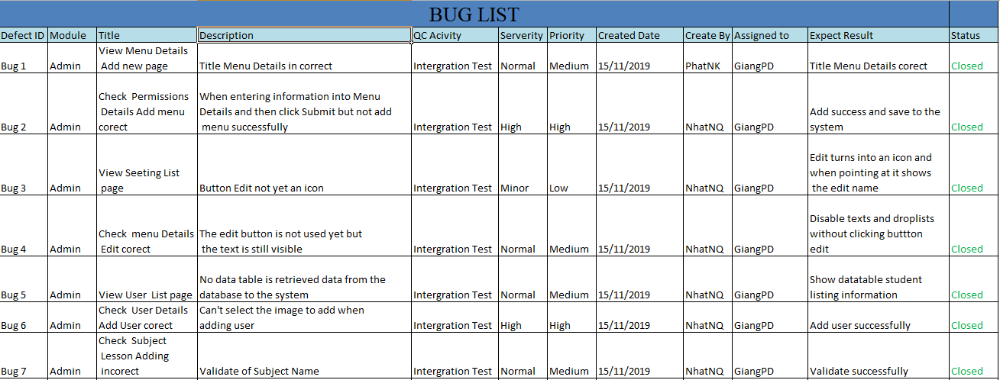 BUG LIST
Defect ID Module Title Description QC Acivity Serverity Priority Created Date Create By Assigned to Expect Result Status
View Menu Details
Bug 1 Admin Add new page Title Menu Details in correct Intergration Test Normal Medium 15/11/2019 PhatNK GiangPD Title Menu Details corect Closed
Check Permissions When entering information into Menu
Details Add menu Details and then click Submit but not add Add success and save to the
Bug 2 Admin corect menu successfully Intergration Test High High 15/11/2019 NhatNQ GiangPD system Closed
Edit turns into an icon and
View Seeting List when pointing at it shows
Bug 3 Admin page Button Edit not yet an icon Intergration Test Minor Low 15/11/2019 NhatNQ GiangPD the edit name Closed
Disable texts and droplists
Check menu Details The edit button is not used yet but without clicking buttton
Bug 4 Admin Edit corect the text is still visible Intergration Test Normal Medium 15/11/2019 NhatNQ GiangPD edit Closed
No data table is retrieved data from the Show datatable student
Bug 5 Admin View User List page database to the system Intergration Test Normal Medium 15/11/2019 NhatNQ GiangPD listing information Closed
Check User Details Can't select the image to add when
Bug 6 Admin Add User corect adding user Intergration Test High High 15/11/2019 NhatNQ GiangPD Add user successfully Closed
Check Subject
Lesson Adding
Bug 7 Admin incorect Validate of Subject Name Intergration Test Normal Medium 15/11/2019 NhatNQ GiangPD Validate successfully Closed